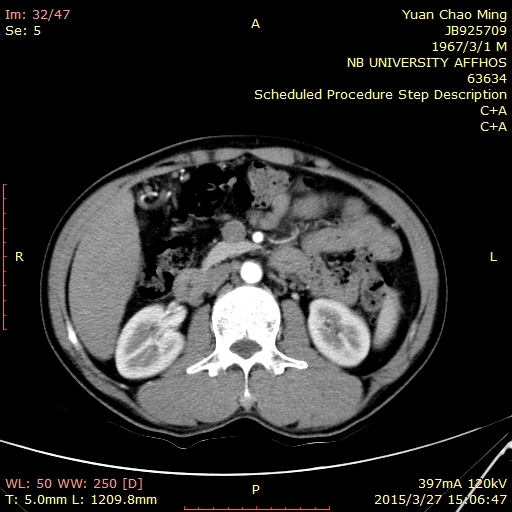 Im: 32/47
Se: 5
A
Yuan Chao Ming
JB925709
1967/3/1 M
NB UNIVERSITY AFFHOS
63634
Scheduled Procedure Step Description
C+A
C+A
R
L
WL: 50 WW: 250 [D]
T: 5.0mm L: 1209.8mm
P
397mA 120kV
2015/3/27 15:06:47